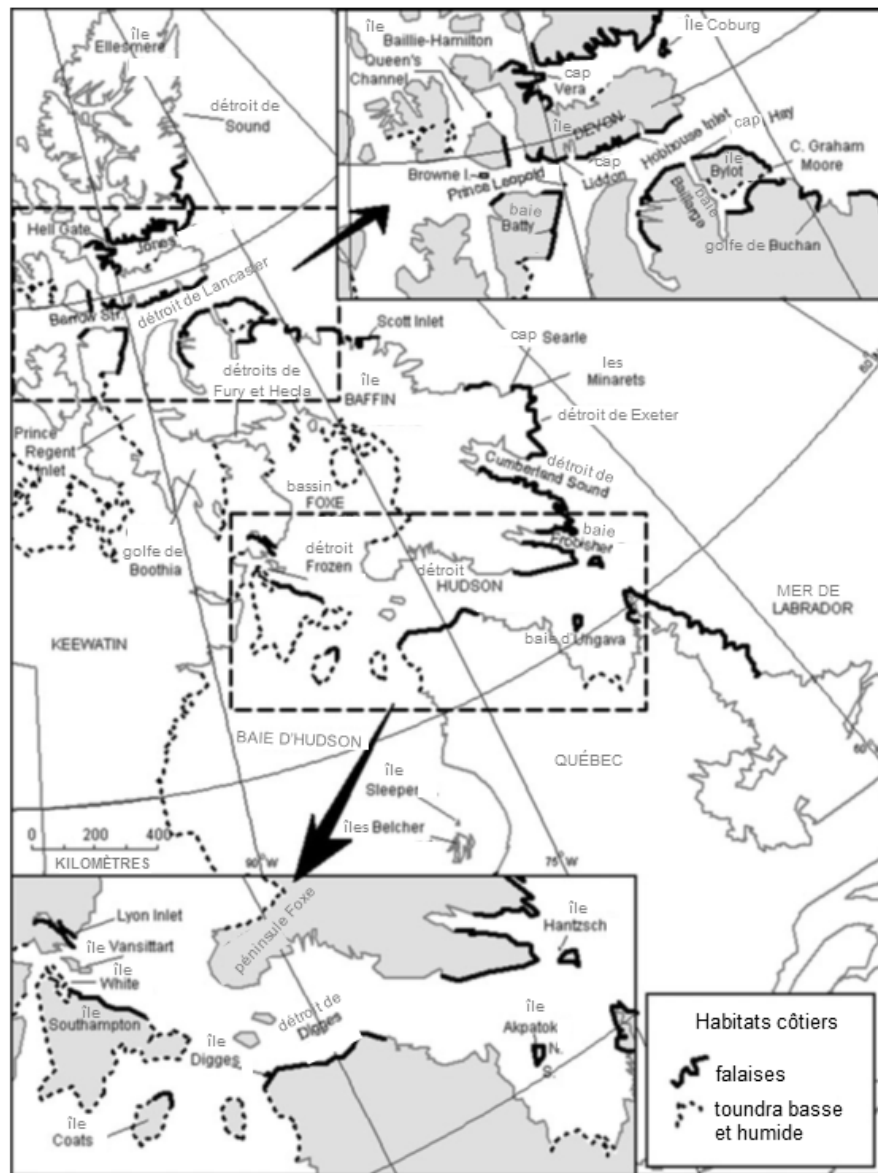 île
Ellesmere
détroit de
Sound
Hell Gate
Jones
Barrow Str.
détroit de Lancaster
détroits de
Fury et Hecla
île
BAFFIN
Scott Inlet
cap
Searle
les
Minarets
détroit de Exeter
détroit de
Cumberland Sound
Prince
Regent
Inlet
bassin
FOXE
golfe de
Boothia
détroit
Frozen
détroit
HUDSON
baie
Frobisher
MER DE
LABRADOR
KEEWATIN
baie d'Ungava
BAIE D'HUDSON
QUÉBEC
île
Sleeper
îles Belcher
0 200 400
KILOMÈTRES
90°W
75°W
60°W
île
Baillie-Hamilton
Queen's
Channel
Île Coburg
cap
Vera
île
DEVON
Hobhouse Inlet
cap Hay
C. Graham
Moore
Browne I.
Prince Leopold
cap
Liddon
île
Bylot
baie
Batty
Baillarge
baie
golfe de Buchan
Lyon Inlet
île
Vansittart
île
White
île
Southampton
péninsule Foxe
île
Hantzsch
île
Digges
détroit de
Digges
île
Akpatok
N.
S.
île
Coats
Habitats côtiers
falaises
toundra basse
et humide